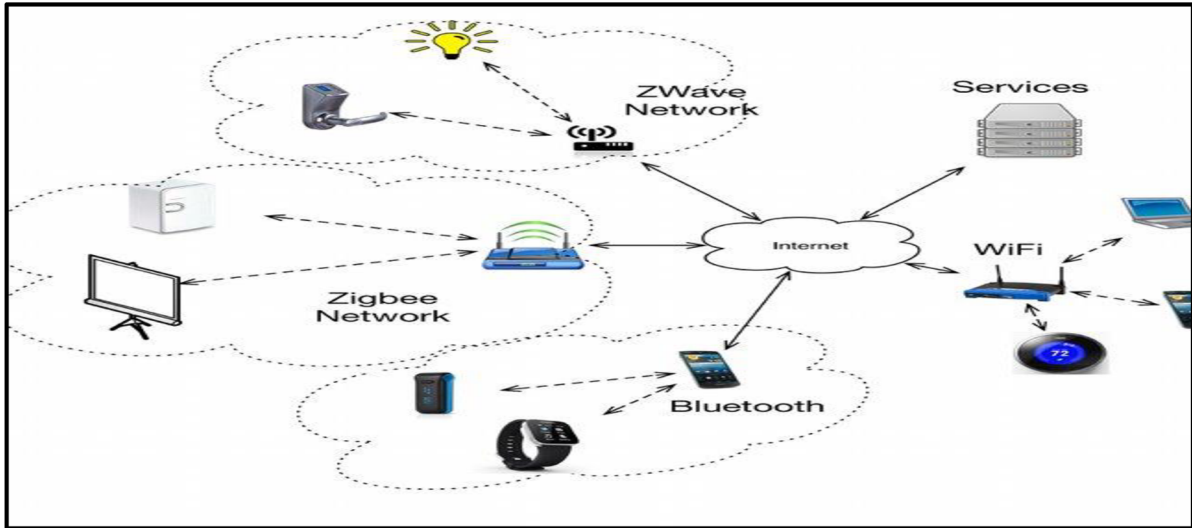 ZWave
Network
Services
Internet
WiFi
72
Zigbee
Network
Bluetooth